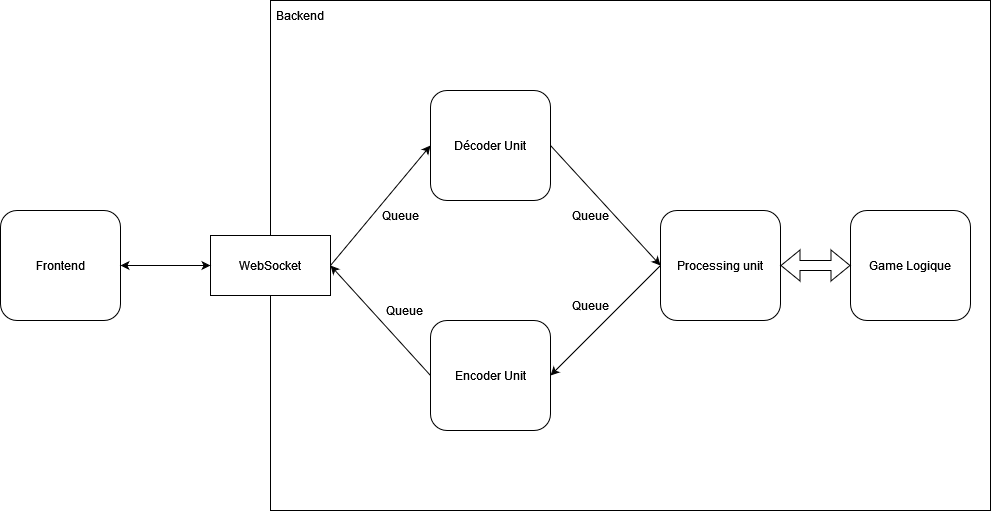 Backend
Décoder Unit
Queue
Queue
Frontend
WebSocket
Processing unit
Game Logique
Queue
Queue
Encoder Unit